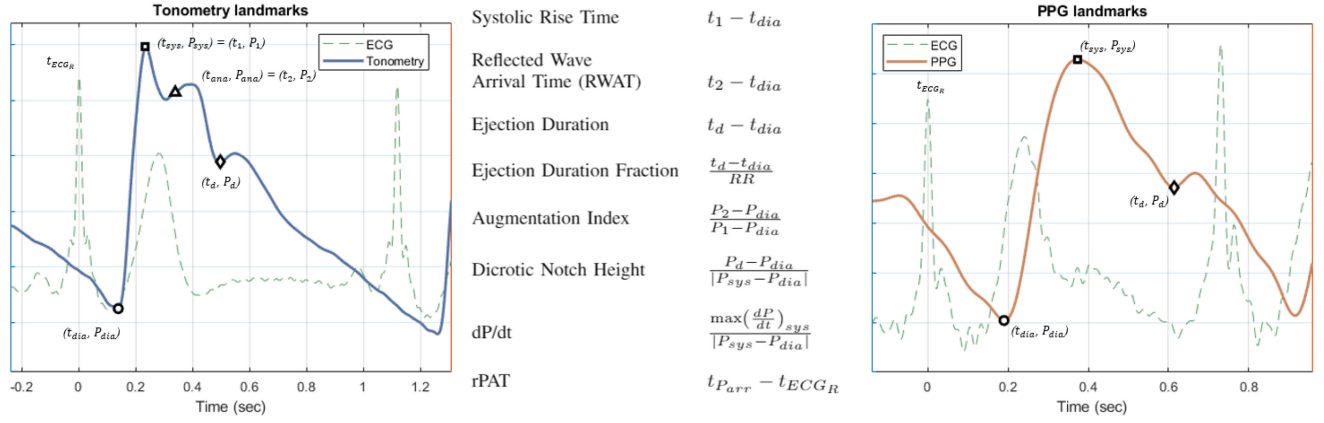 Tonometry landmarks
(t_sys, P_sys) = (t_1, P_1)
ECG
Tonometry
t_ECG_R
(t_ana, P_ana) = (t_2, P_2)
(t_d, P_d)
(t_dia, P_dia)
-0.2 0 0.2 0.4 0.6 0.8 1 1.2
Time (sec)
Systolic Rise Time t_1 − t_dia
Reflected Wave
Arrival Time (RWAT) t_2 − t_dia
Ejection Duration t_d − t_dia
Ejection Duration Fraction (t_d − t_dia)/RR
Augmentation Index (P_2 − P_dia)/(P_1 − P_dia)
Dicrotic Notch Height (P_d − P_dia)/|P_sys − P_dia|
dP/dt max(dP/dt)_sys/|P_sys − P_dia|
rPAT t_P_arr − t_ECG_R
PPG landmarks
ECG
PPG
(t_sys, P_sys)
t_ECG_R
(t_d, P_d)
(t_dia, P_dia)
0 0.2 0.4 0.6 0.8
Time (sec)